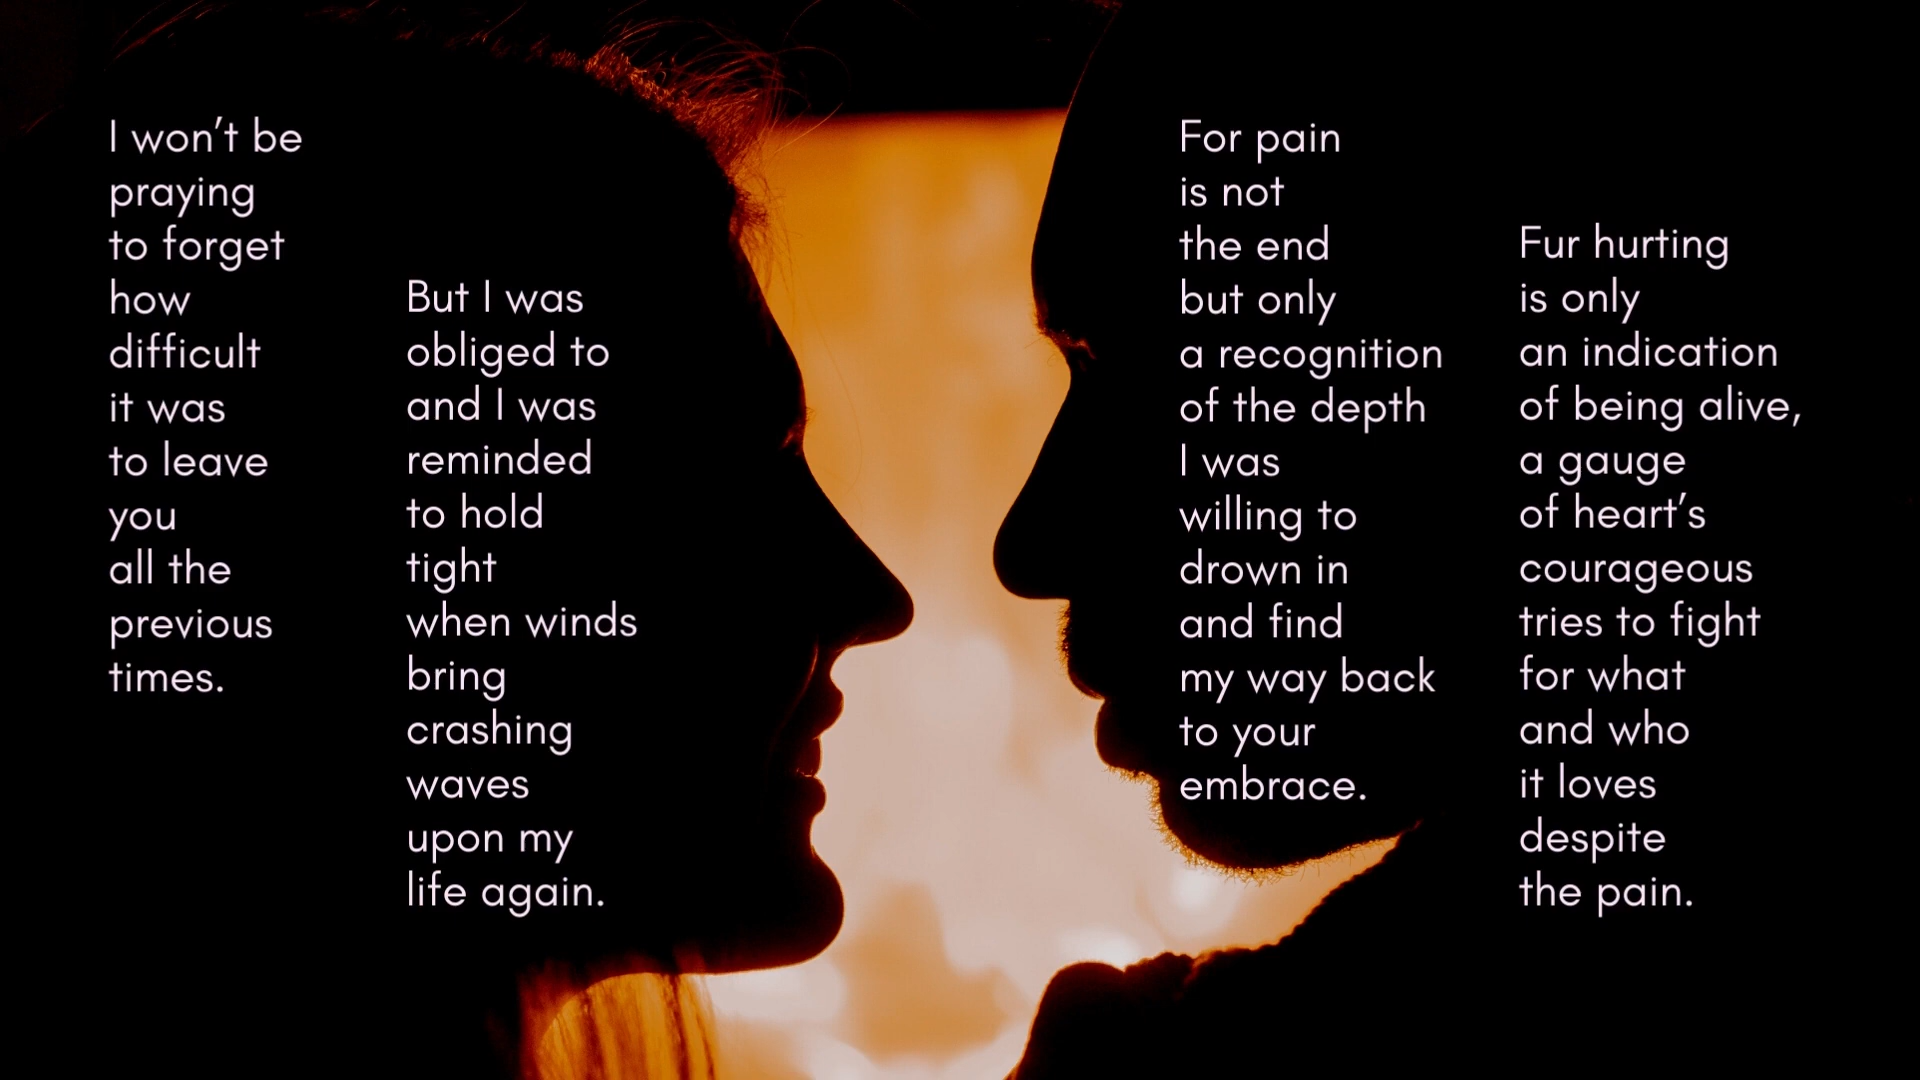 I won’t be
praying
to forget
how
difficult
it was
to leave
you
all the
previous
times.
But I was
obliged to
and I was
reminded
to hold
tight
when winds
bring
crashing
waves
upon my
life again.
For pain
is not
the end
but only
a recognition
of the depth
I was
willing to
drown in
and find
my way back
to your
embrace.
Fur hurting
is only
an indication
of being alive,
a gauge
of heart’s
courageous
tries to fight
for what
and who
it loves
despite
the pain.